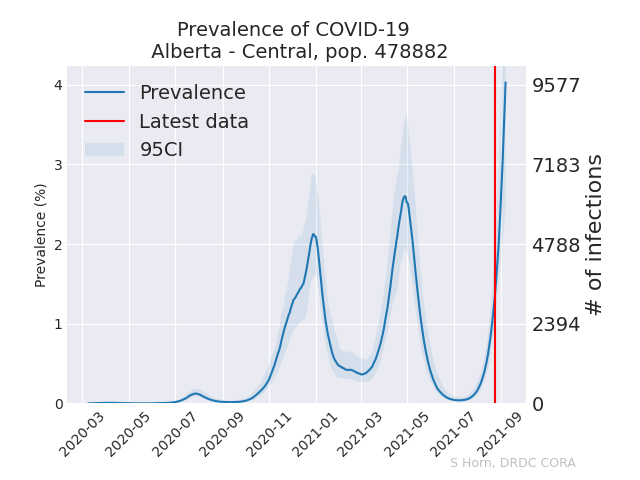 Prevalence of COVID-19
Alberta - Central, pop. 478882
Prevalence
Latest data
95CI
Prevalence (%)
4
3
2
1
0
9577
7183
4788
2394
0
# of infections
2020-03
2020-05
2020-07
2020-09
2020-11
2021-01
2021-03
2021-05
2021-07
2021-09
S Horn, DRDC CORA